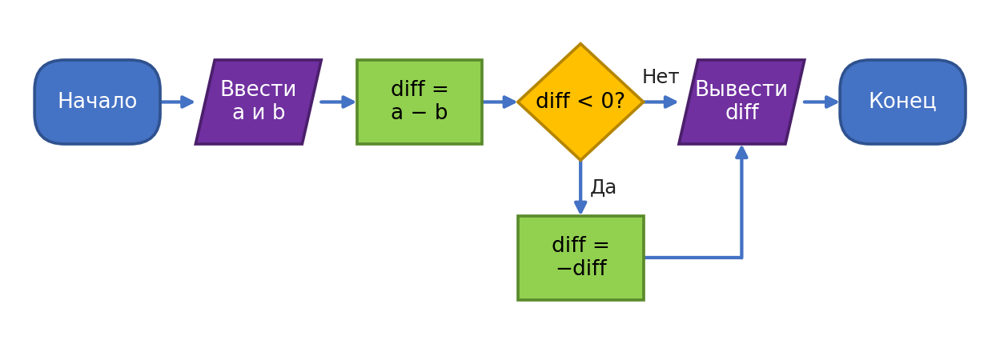 Начало
Ввести
a и b
diff =
a − b
diff < 0?
Нет
Вывести
diff
Конец
Да
diff =
−diff